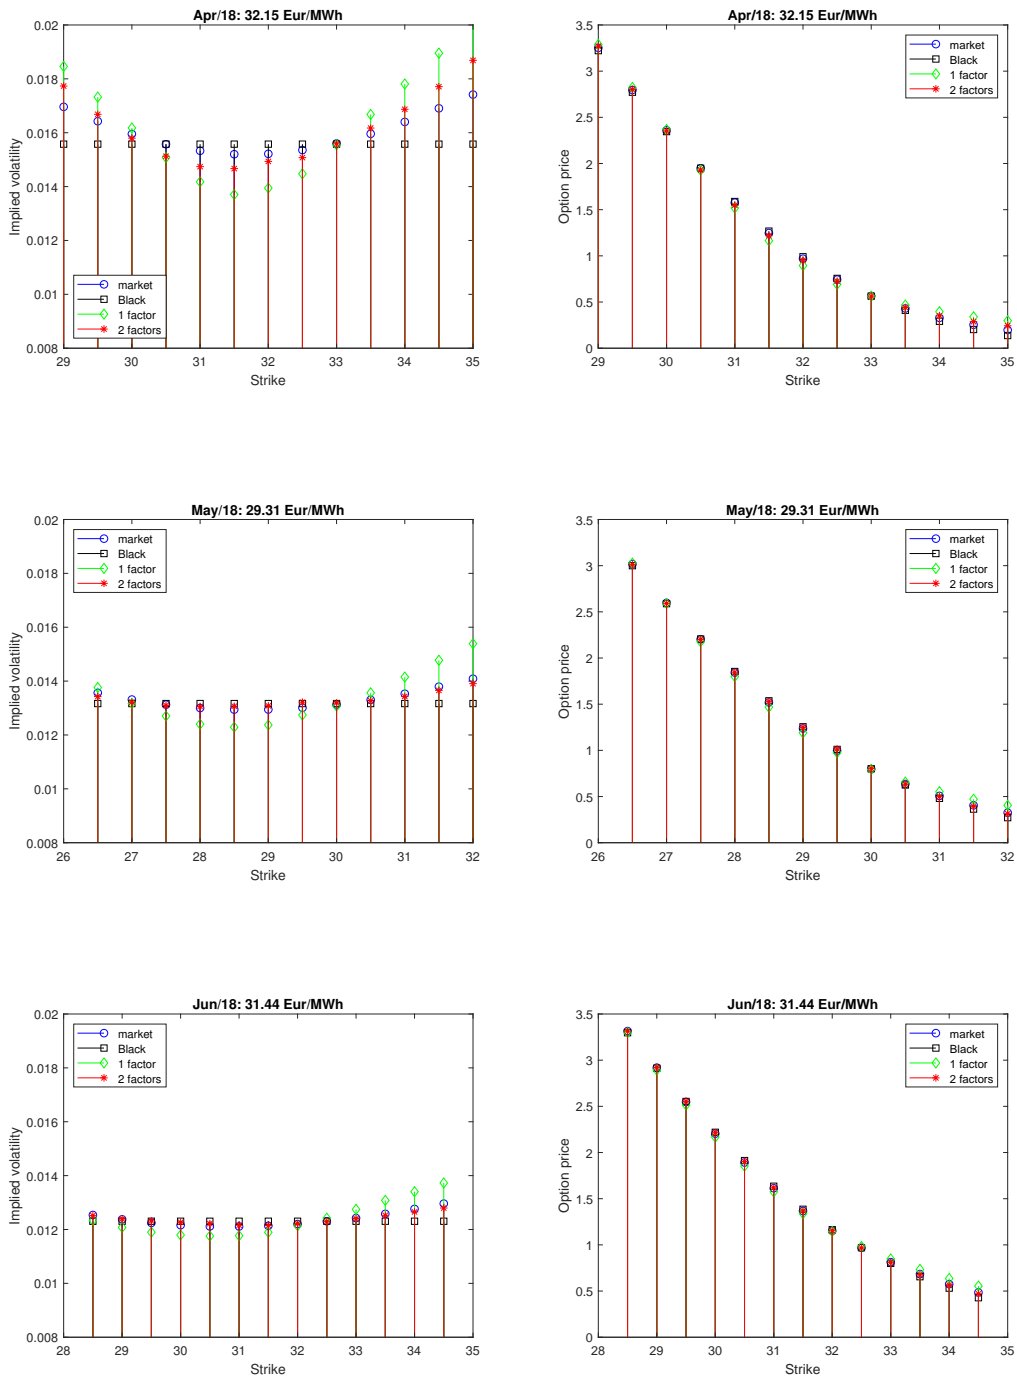 Apr/18: 32.15 Eur/MWh
Implied volatility
0.02
0.018
0.016
0.014
0.012
0.01
0.008
market
Black
1 factor
2 factors
29 30 31 32 33 34 35
Strike
Apr/18: 32.15 Eur/MWh
Option price
3.5
3
2.5
2
1.5
1
0.5
0
market
Black
1 factor
2 factors
29 30 31 32 33 34 35
Strike
May/18: 29.31 Eur/MWh
Implied volatility
0.02
0.018
0.016
0.014
0.012
0.01
0.008
market
Black
1 factor
2 factors
26 27 28 29 30 31 32
Strike
May/18: 29.31 Eur/MWh
Option price
3.5
3
2.5
2
1.5
1
0.5
0
market
Black
1 factor
2 factors
26 27 28 29 30 31 32
Strike
Jun/18: 31.44 Eur/MWh
Implied volatility
0.02
0.018
0.016
0.014
0.012
0.01
0.008
market
Black
1 factor
2 factors
28 29 30 31 32 33 34 35
Strike
Jun/18: 31.44 Eur/MWh
Option price
3.5
3
2.5
2
1.5
1
0.5
0
market
Black
1 factor
2 factors
28 29 30 31 32 33 34 35
Strike